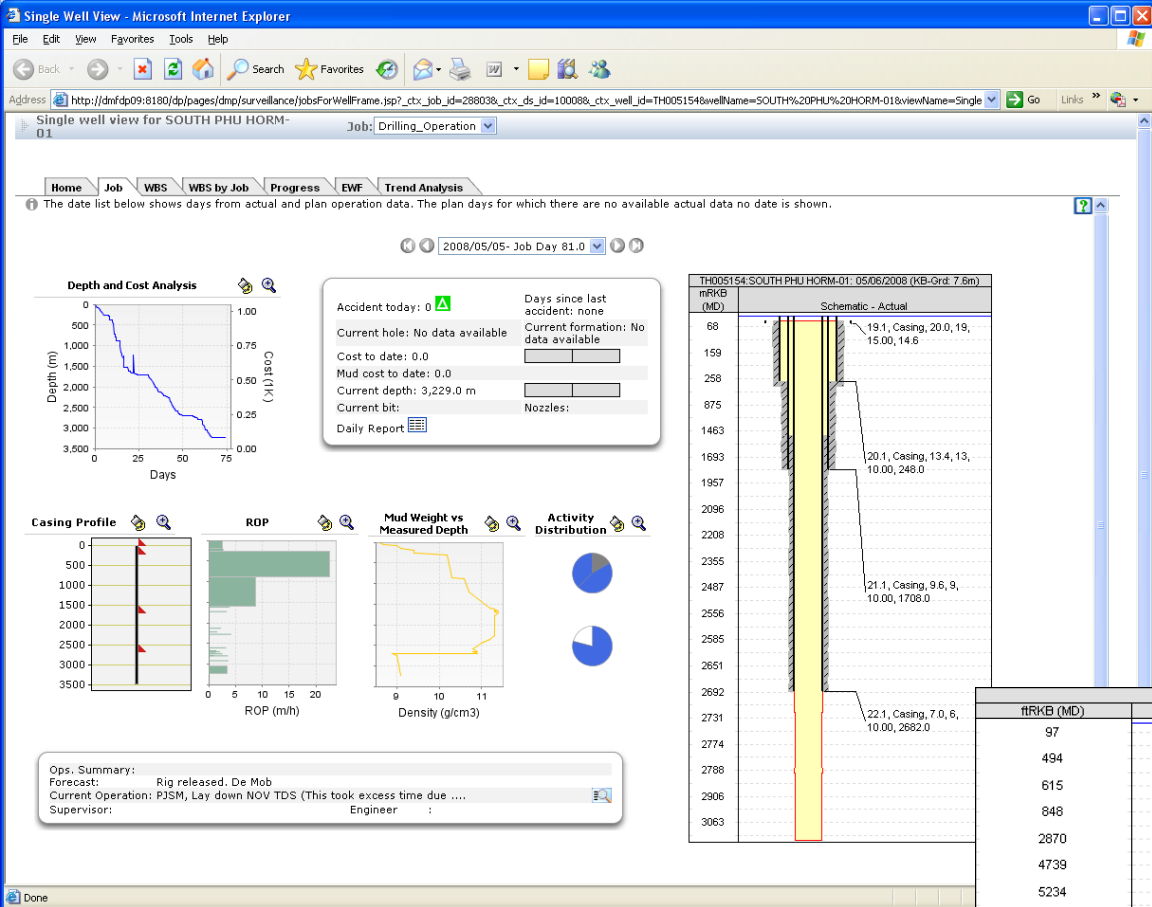 Single Well View - Microsoft Internet Explorer
File Edit View Favorites Tools Help
Back Search Favorites
Address http://dmfdp09:8180/dp/pages/dmp/surveillance/jobsForWellFrame.jsp?_ctx_job_id=28803&_ctx_ds_id=10008&_ctx_well_id=TH005154&wellName=SOUTH%20PHU%20HORM-01&viewName=Single Go Links »
Single well view for SOUTH PHU HORM-
01
Job: Drilling_Operation
Home Job WBS WBS by Job Progress EWF Trend Analysis
The date list below shows days from actual and plan operation data. The plan days for which there are no available actual data no date is shown.
2008/05/05- Job Day 81.0
Depth and Cost Analysis
0
500
1,000
1,500
2,000
2,500
3,000
3,500
Depth (m)
1.00
0.75
0.50
0.25
0.00
Cost (1K)
0 25 50 75
Days
Accident today: 0
Days since last
accident: none
Current hole: No data available
Current formation: No
data available
Cost to date: 0.0
Mud cost to date: 0.0
Current depth: 3,229.0 m
Current bit: Nozzles:
Daily Report
Casing Profile
0
500
1000
1500
2000
2500
3000
3500
ROP
0 5 10 15 20
ROP (m/h)
Mud Weight vs
Measured Depth
9 10 11
Density (g/cm3)
Activity
Distribution
Ops. Summary:
Forecast: Rig released. De Mob
Current Operation: PJSM, Lay down NOV TDS (This took excess time due ....
Supervisor: Engineer :
TH005154:SOUTH PHU HORM-01: 05/06/2008 (KB-Grd: 7.6m)
mRKB
(MD)
Schematic - Actual
68
159
258
875
1463
1693
1957
2096
2208
2355
2487
2556
2585
2651
2692
2731
2774
2788
2906
3063
19.1, Casing, 20.0, 19,
15.00, 14.6
20.1, Casing, 13.4, 13,
10.00, 248.0
21.1, Casing, 9.6, 9,
10.00, 1708.0
22.1, Casing, 7.0, 6,
10.00, 2682.0
ftRKB (MD)
97
494
615
848
2870
4739
5234
Done